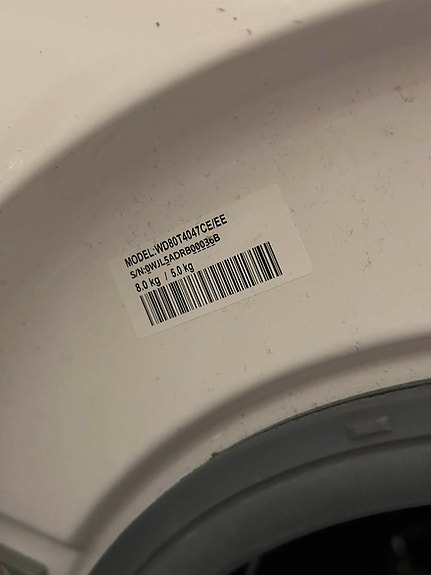 MODEL:WD80T4047CE/EE
S/N:0WJL5ADRB00036B
8.0 kg / 5.0 kg